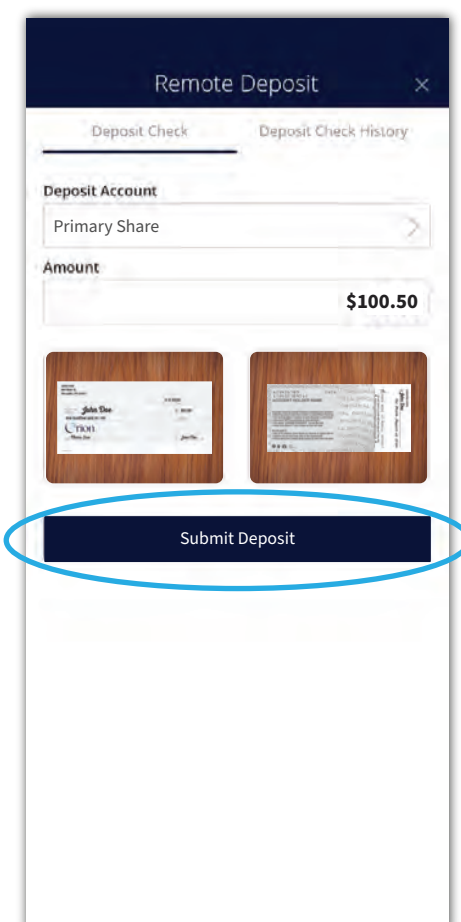 Remote Deposit ×
Deposit Check Deposit Check History
Deposit Account
Primary Share
Amount
$100.50
John Doe
Orion
Submit Deposit